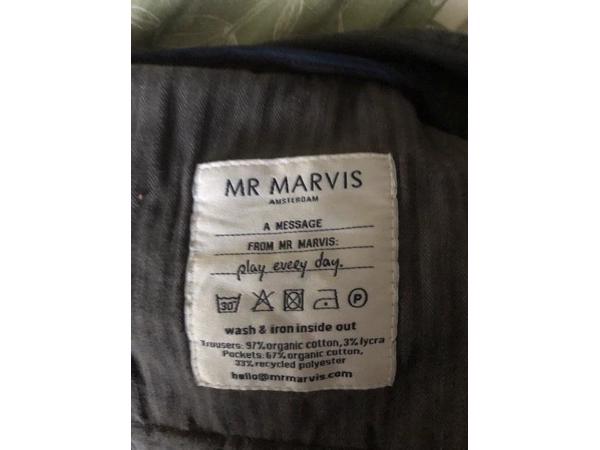 MR MARVIS
AMSTERDAM
A MESSAGE
FROM MR MARVIS:
play every day.
30 P
wash & iron inside out
Trousers: 97% organic cotton, 3% lycra
Pockets: 67% organic cotton,
33% recycled polyester
hello@mrmarvis.com